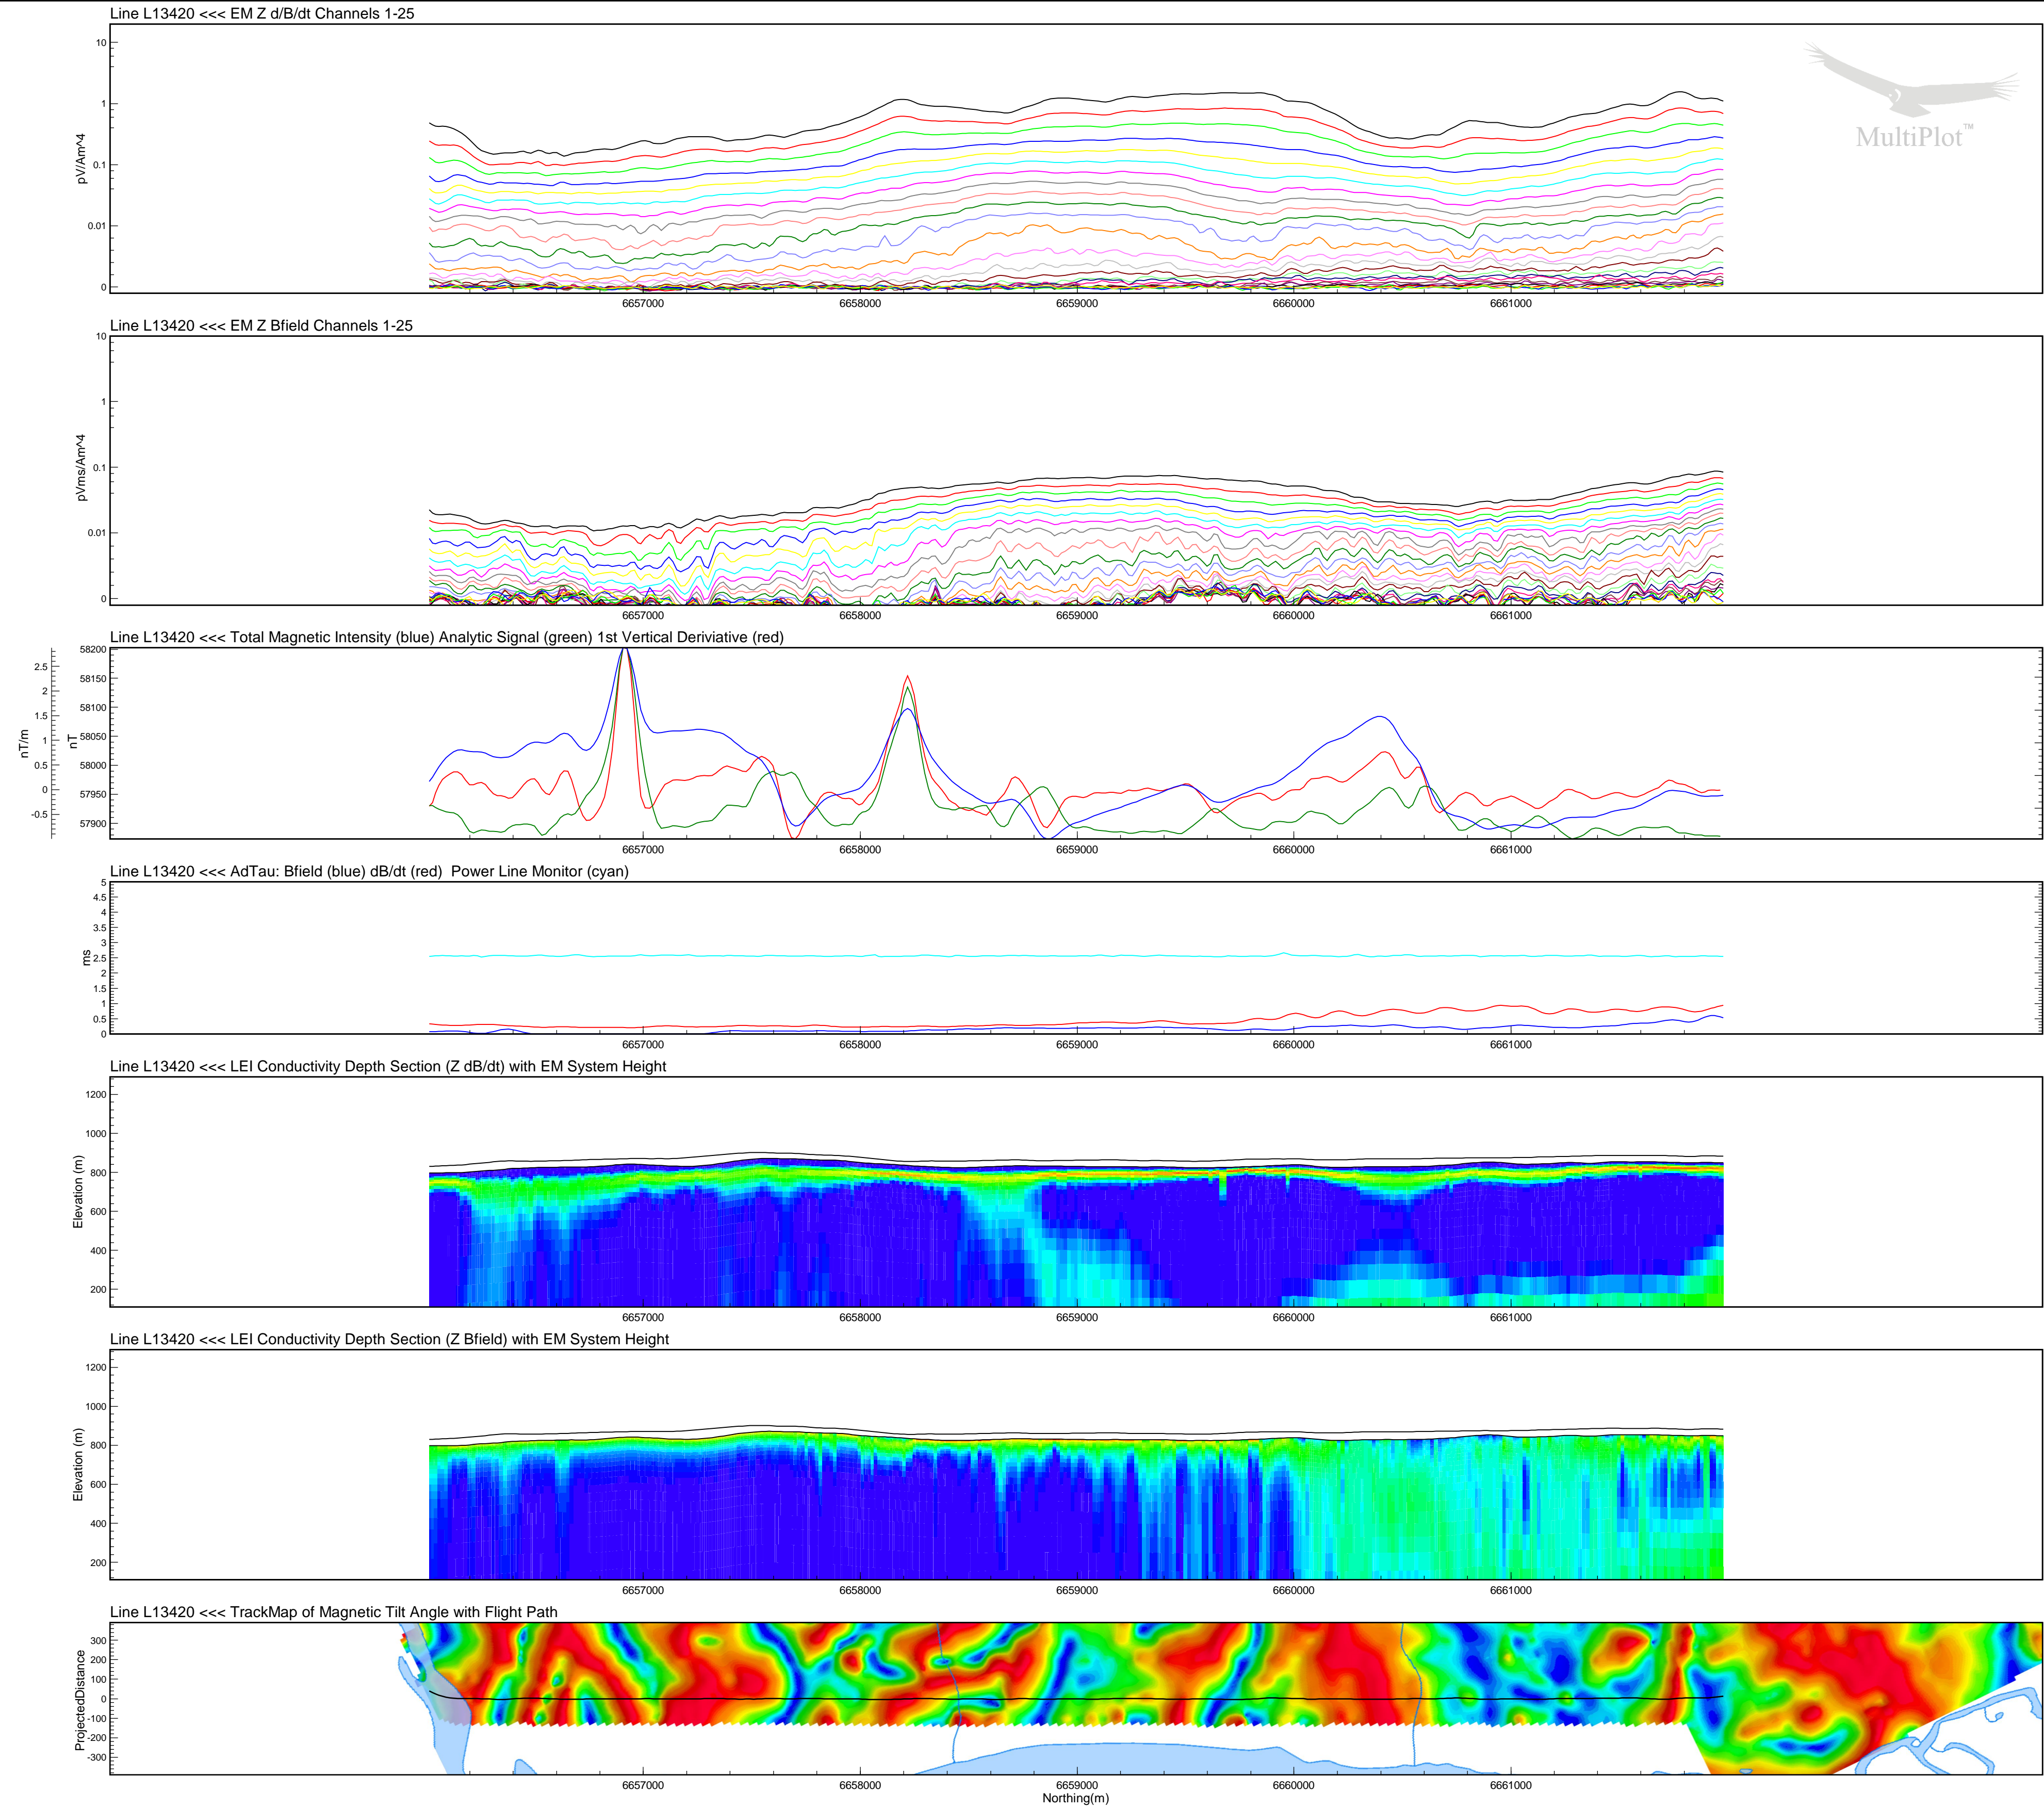 Line L13420 <<< EM Z d/B/dt Channels 1-25
10
1
0.1
0.01
0
pV/Am^4
MultiPlot™
6657000 6658000 6659000 6660000 6661000
Line L13420 <<< EM Z Bfield Channels 1-25
10
1
0.1
0.01
0
pVms/Am^4
6657000 6658000 6659000 6660000 6661000
Line L13420 <<< Total Magnetic Intensity (blue) Analytic Signal (green) 1st Vertical Deriviative (red)
2.5
2
1.5
1
0.5
0
-0.5
nT/m
58200
58150
58100
58050
58000
57950
57900
nT
6657000 6658000 6659000 6660000 6661000
Line L13420 <<< AdTau: Bfield (blue) dB/dt (red) Power Line Monitor (cyan)
5
4.5
4
3.5
3
2.5
2
1.5
1
0.5
0
ms
6657000 6658000 6659000 6660000 6661000
Line L13420 <<< LEI Conductivity Depth Section (Z dB/dt) with EM System Height
1200
1000
800
600
400
200
Elevation (m)
6657000 6658000 6659000 6660000 6661000
Line L13420 <<< LEI Conductivity Depth Section (Z Bfield) with EM System Height
1200
1000
800
600
400
200
Elevation (m)
6657000 6658000 6659000 6660000 6661000
Line L13420 <<< TrackMap of Magnetic Tilt Angle with Flight Path
300
200
100
0
-100
-200
-300
ProjectedDistance
6657000 6658000 6659000 6660000 6661000
Northing(m)